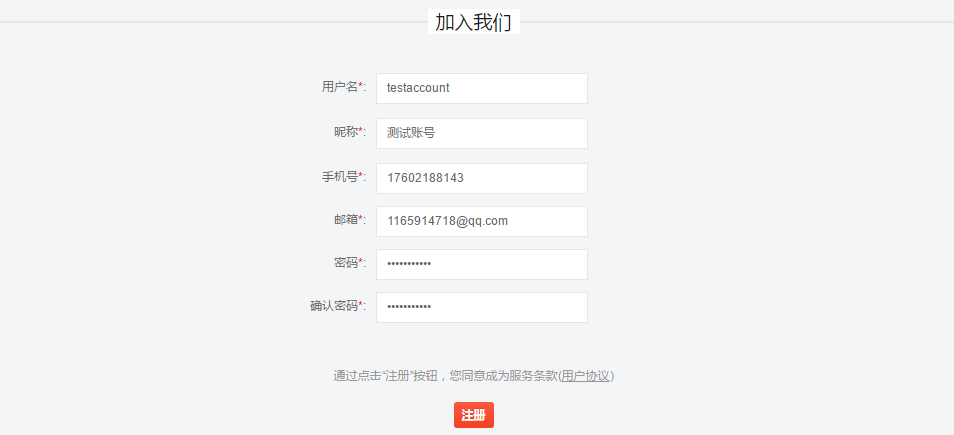 加入我们
用户名*: testaccount
昵称*: 测试账号
手机号*: 17602188143
邮箱*: 1165914718@qq.com
密码*: •••••••••••
确认密码*: •••••••••••
通过点击“注册”按钮，您同意成为服务条款(用户协议)
注册